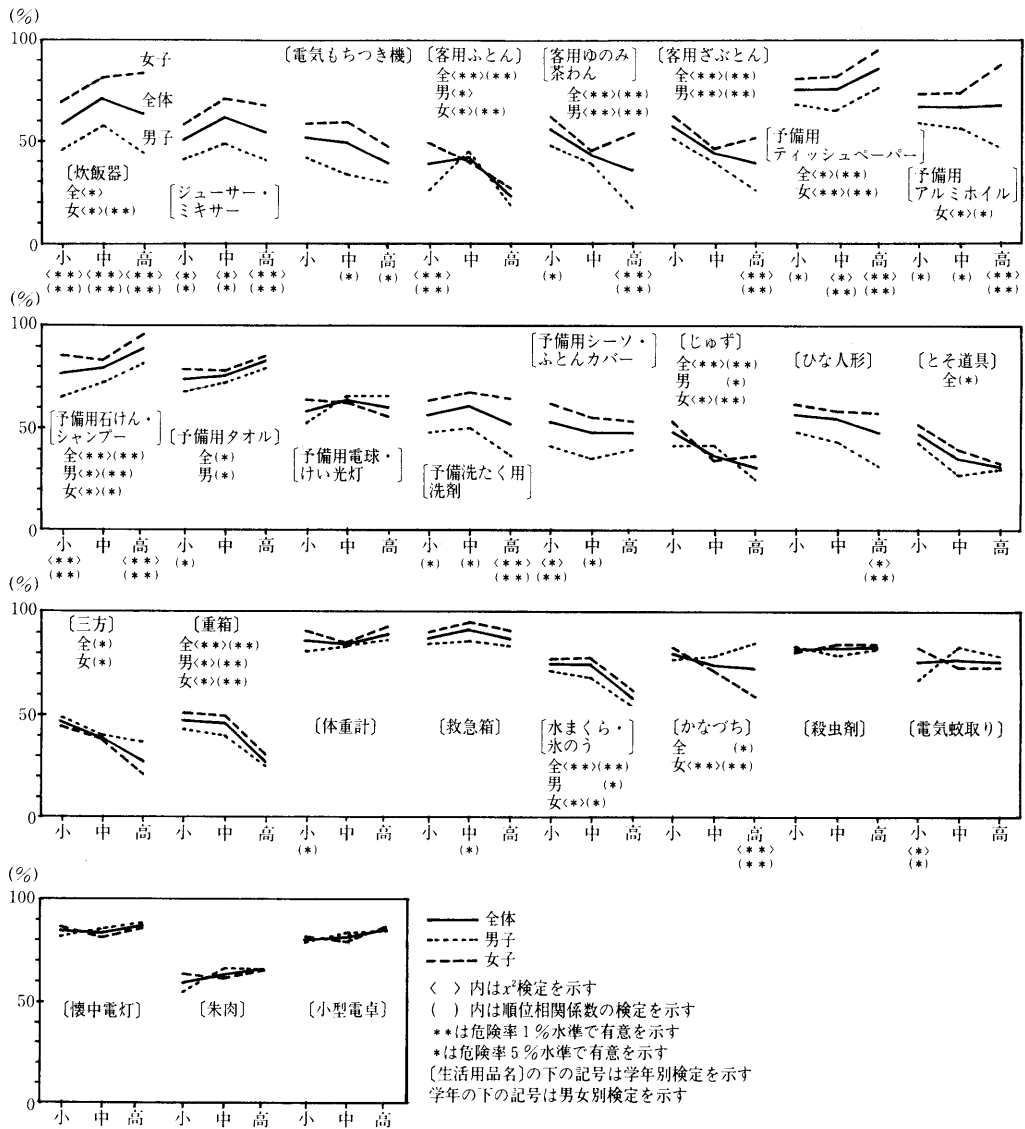 (%)
100
50
0
女子
全体
男子
〔炊飯器〕
全<*>
女<*>(**)
〔ジューサー・
ミキサー〕
〔電気もちつき機〕
〔客用ふとん〕
全<**>(**)
男<*>
女<*>(**)
〔客用ゆのみ
茶わん〕
全<**>(**)
男<**>(**)
〔客用ざぶとん〕
全<**>(**)
男<**>(**)
〔予備用
ティッシュペーパー〕
全<*>(**)
女<**>(**)
〔予備用
アルミホイル〕
女<*>(*)
小 中 高 小 中 高 小 中 高 小 中 高 小 中 高 小 中 高 小 中 高 小 中 高
<**> <**> <**> <*> <*> <**> (*) (*) <**> (*) <**> <**> (*) <*> <**> (*) (*) <**>
(**) (**) (**) (*) (*) (**) (**) (**) (**) (**) (**) (**)
(%)
100
50
0
〔予備用石けん・
シャンプー〕
全<**>(**)
男<*>(**)
女<*>(*)
〔予備用タオル〕
全(*)
男(*)
〔予備用電球・
けい光灯〕
〔予備洗たく用
洗剤〕
〔予備用シーソ・
ふとんカバー〕
〔じゅず〕
全<**>(**)
男 (*)
女<*>(**)
〔ひな人形〕
〔とそ道具〕
全(*)
小 中 高 小 中 高 小 中 高 小 中 高 小 中 高 小 中 高 小 中 高 小 中 高
<**> <**> (*) (*) (*) <**> <*> (*) <*>
(**) (**) (**) (**) (**)
(%)
100
50
0
〔三方〕
全(*)
女(*)
〔重箱〕
全<**>(**)
男<*>(**)
女<*>(**)
〔体重計〕
〔救急箱〕
〔水まくら・
氷のう〕
全<**>(**)
男 (*)
女<*>(*)
〔かなづち〕
全 (*)
女<**>(**)
〔殺虫剤〕
〔電気蚊取り〕
小 中 高 小 中 高 小 中 高 小 中 高 小 中 高 小 中 高 小 中 高 小 中 高
(*) (*) <**> <*>
(**) (*)
(%)
100
50
0
〔懐中電灯〕
〔朱肉〕
〔小型電卓〕
小 中 高 小 中 高 小 中 高
全体
男子
女子
〈 〉内はx²検定を示す
( )内は順位相関係数の検定を示す
**は危険率1%水準で有意を示す
*は危険率5%水準で有意を示す
〔生活用品名〕の下の記号は学年別検定を示す
学年の下の記号は男女別検定を示す